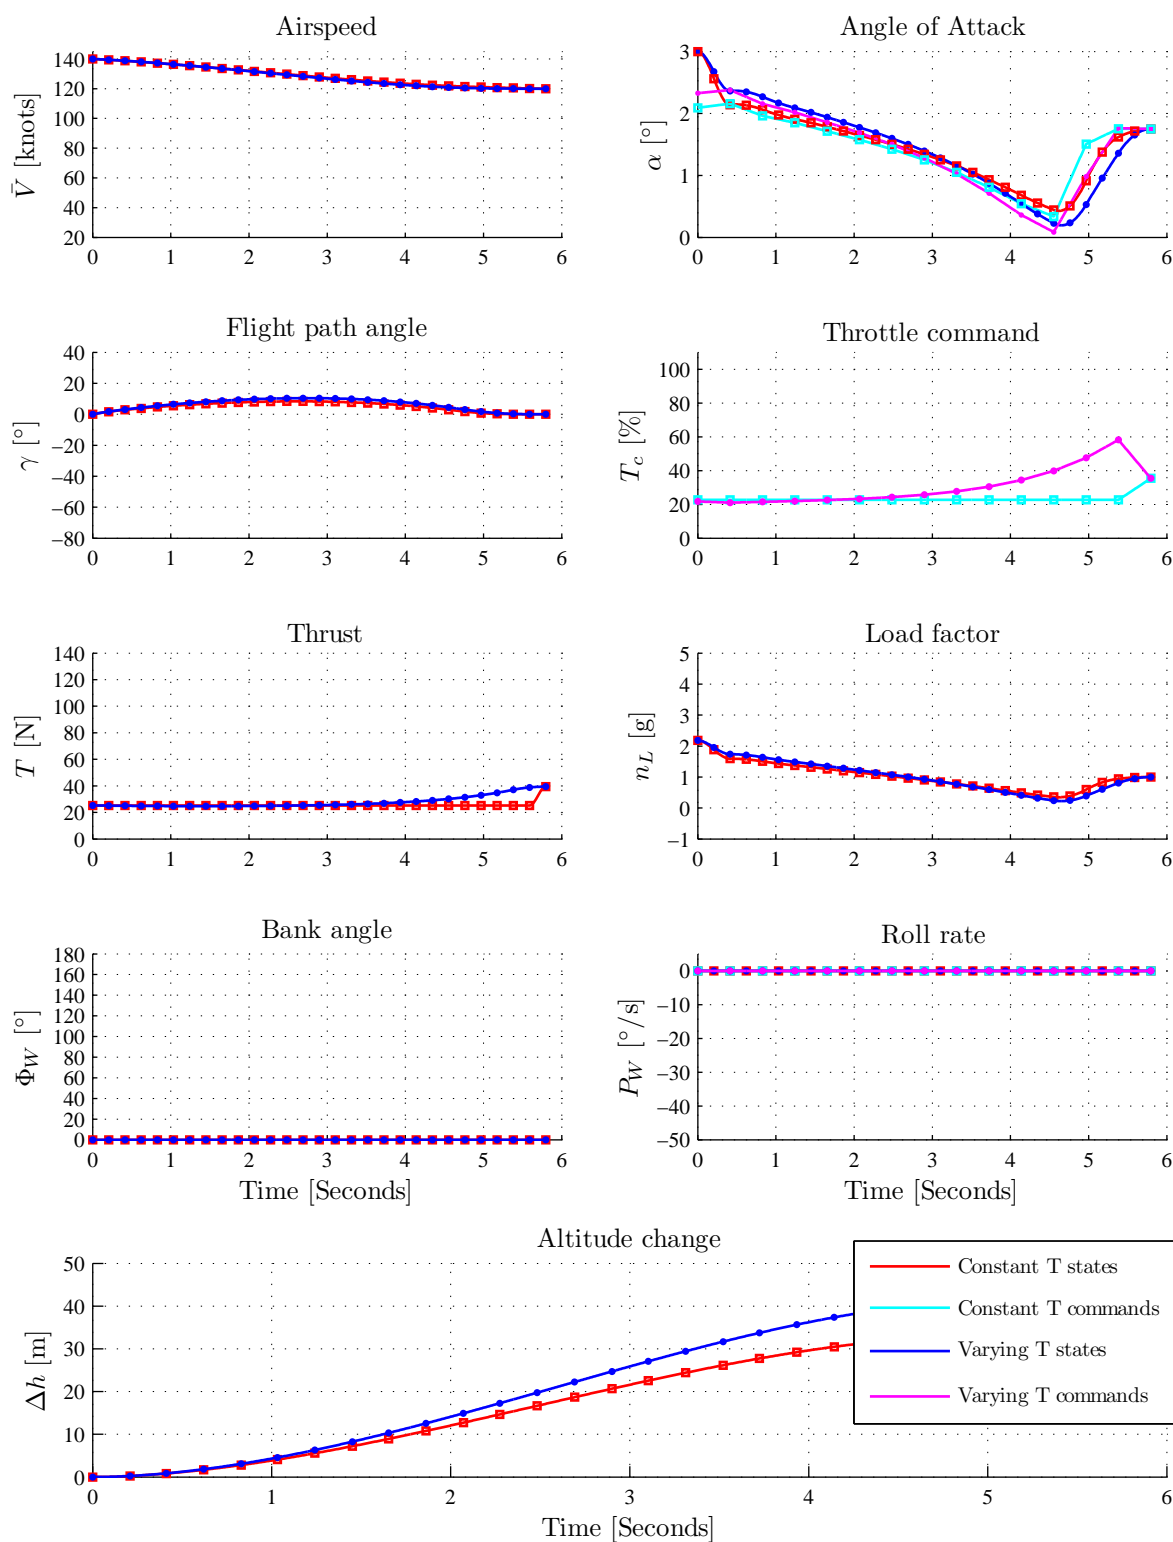 Airspeed
140
120
100
80
60
40
20
V̄ [knots]
0 1 2 3 4 5 6
Angle of Attack
3
2
1
0
α [°]
0 1 2 3 4 5 6
Flight path angle
40
20
0
−20
−40
−60
−80
γ [°]
0 1 2 3 4 5 6
Throttle command
100
80
60
40
20
0
T_c [%]
0 1 2 3 4 5 6
Thrust
140
120
100
80
60
40
20
0
T [N]
0 1 2 3 4 5 6
Load factor
5
4
3
2
1
0
−1
n_L [g]
0 1 2 3 4 5 6
Bank angle
180
160
140
120
100
80
60
40
20
0
Φ_W [°]
0 1 2 3 4 5 6
Time [Seconds]
Roll rate
0
−10
−20
−30
−40
−50
P_W [°/s]
0 1 2 3 4 5 6
Time [Seconds]
Altitude change
50
40
30
20
10
0
Δh [m]
0 1 2 3 4 5 6
Time [Seconds]
Constant T states
Constant T commands
Varying T states
Varying T commands